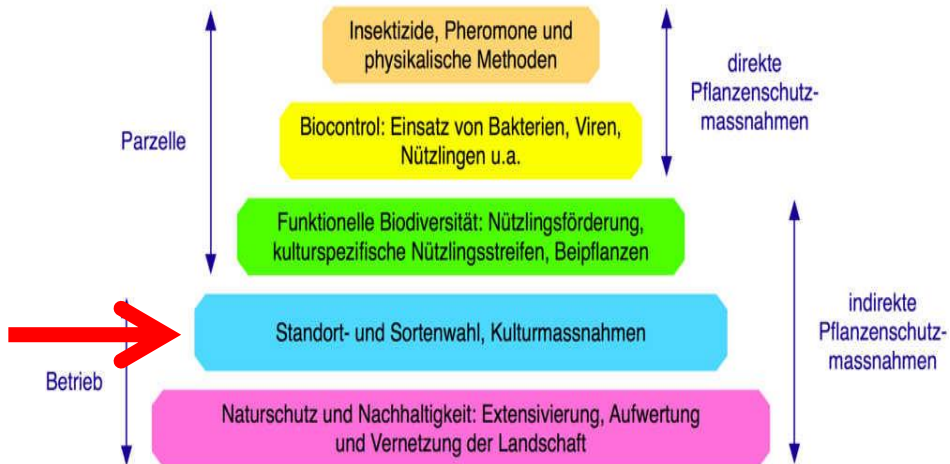 Insektizide, Pheromone und
physikalische Methoden
direkte
Pflanzenschutz-
massnahmen
Parzelle
Biocontrol: Einsatz von Bakterien, Viren,
Nützlingen u.a.
Funktionelle Biodiversität: Nützlingsförderung,
kulturspezifische Nützlingsstreifen, Beipflanzen
Standort- und Sortenwahl, Kulturmassnahmen
indirekte
Pflanzenschutz-
massnahmen
Betrieb
Naturschutz und Nachhaltigkeit: Extensivierung, Aufwertung
und Vernetzung der Landschaft